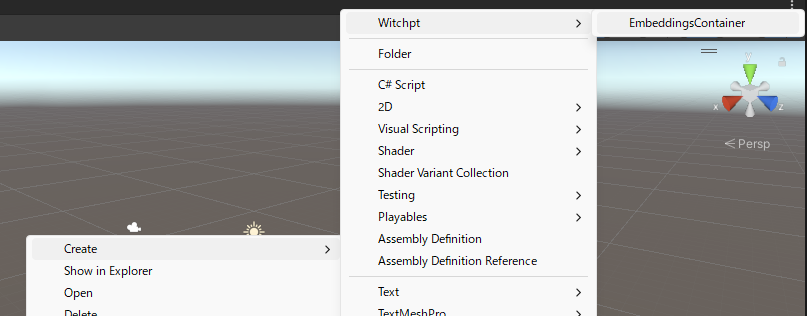 Witchpt
EmbeddingsContainer
Folder
C# Script
2D
Visual Scripting
Shader
Shader Variant Collection
Testing
Playables
Assembly Definition
Assembly Definition Reference
Text
TextMeshPro
Create
Show in Explorer
Open
Delete
y
x
z
Persp